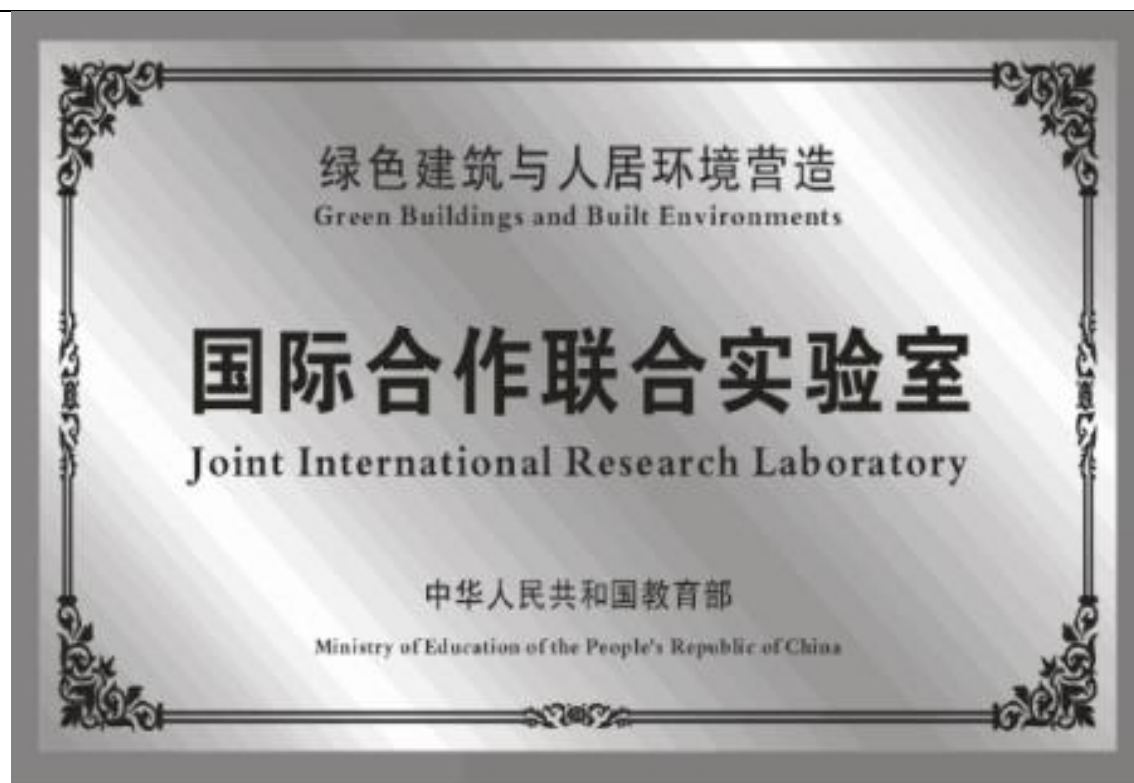 绿色建筑与人居环境营造
Green Buildings and Built Environments
国际合作联合实验室
Joint International Research Laboratory
中华人民共和国教育部
Ministry of Education of the People's Republic of China